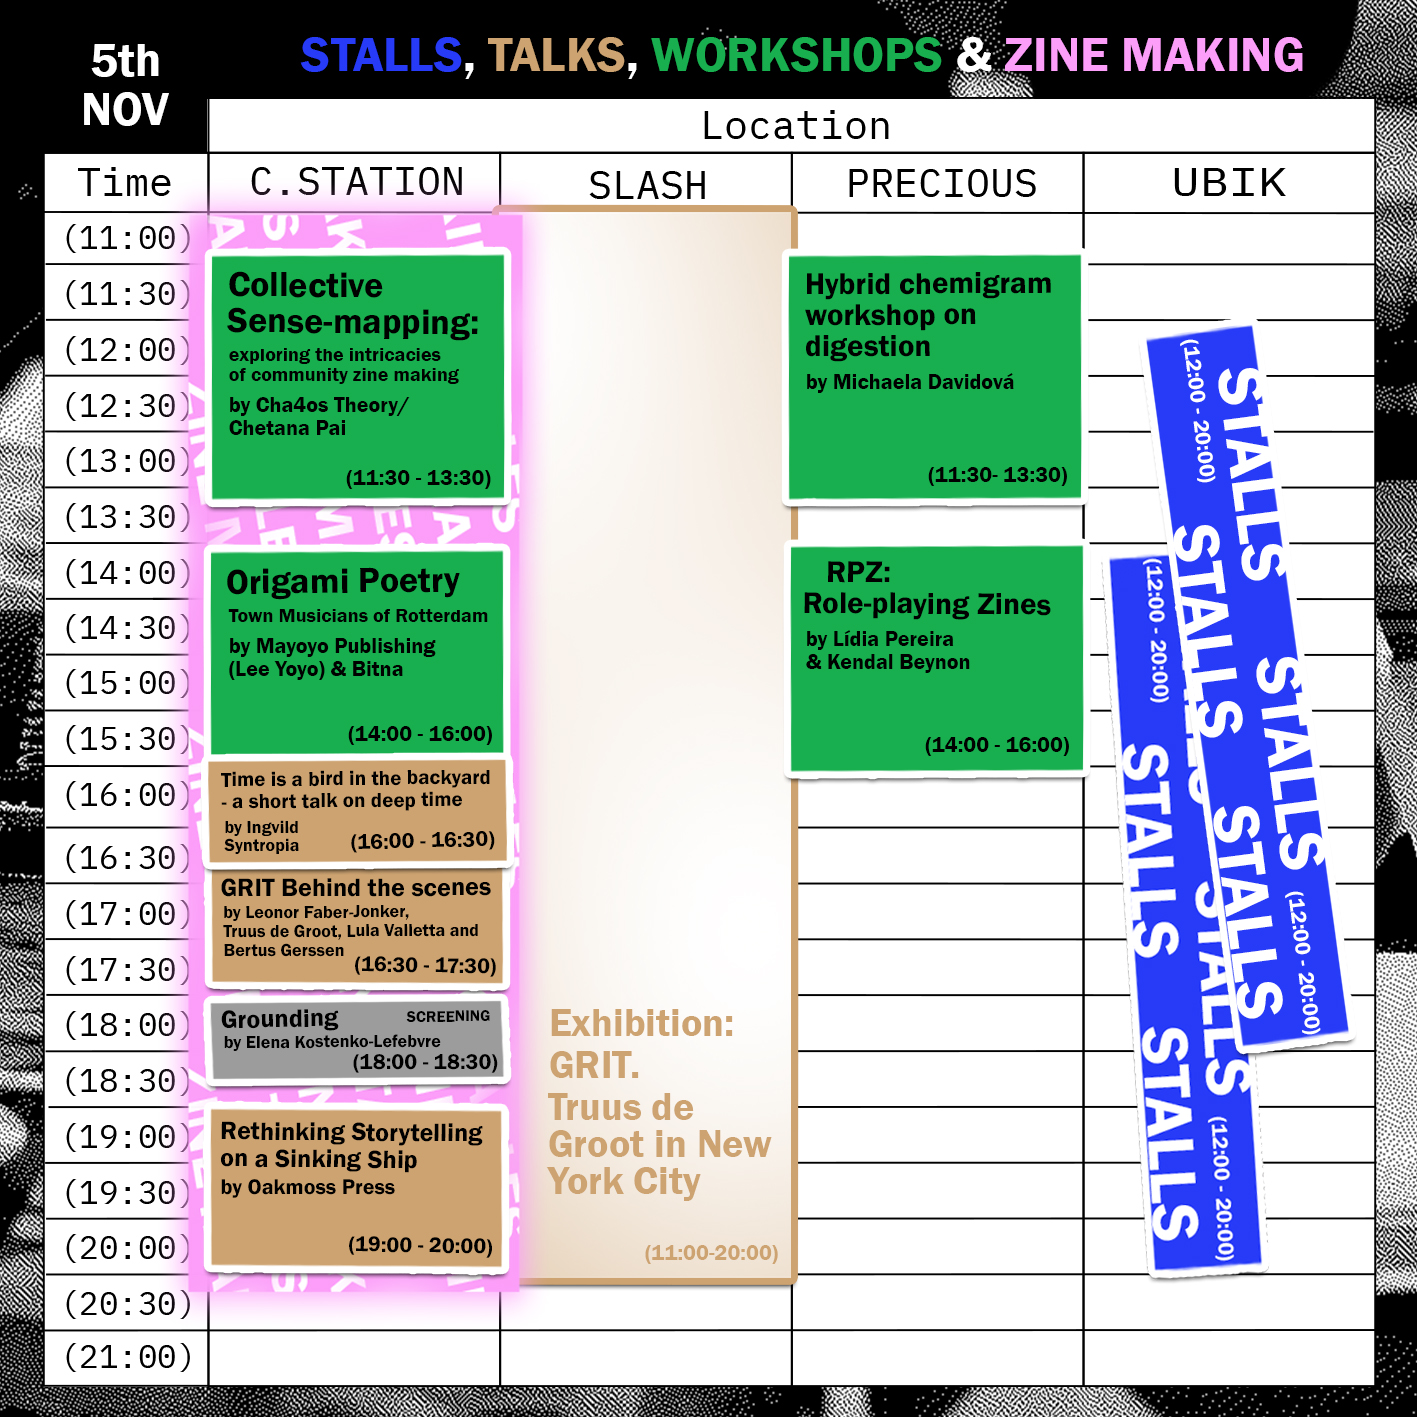 5th
NOV
STALLS, TALKS, WORKSHOPS & ZINE MAKING
Location
Time
C.STATION
SLASH
PRECIOUS
UBIK
(11:00)
(11:30)
(12:00)
(12:30)
(13:00)
(13:30)
(14:00)
(14:30)
(15:00)
(15:30)
(16:00)
(16:30)
(17:00)
(17:30)
(18:00)
(18:30)
(19:00)
(19:30)
(20:00)
(20:30)
(21:00)
Collective
Sense-mapping:
exploring the intricacies
of community zine making
by Cha4os Theory/
Chetana Pai
(11:30 - 13:30)
Origami Poetry
Town Musicians of Rotterdam
by Mayoyo Publishing
(Lee Yoyo) & Bitna
(14:00 - 16:00)
Time is a bird in the backyard
- a short talk on deep time
by Ingvild
Syntropia
(16:00 - 16:30)
GRIT Behind the scenes
by Leonor Faber-Jonker,
Truus de Groot, Lula Valletta and
Bertus Gerssen
(16:30 - 17:30)
Grounding
SCREENING
by Elena Kostenko-Lefebvre
(18:00 - 18:30)
Rethinking Storytelling
on a Sinking Ship
by Oakmoss Press
(19:00 - 20:00)
Exhibition:
GRIT.
Truus de
Groot in New
York City
(11:00-20:00)
Hybrid chemigram
workshop on
digestion
by Michaela Davidová
(11:30- 13:30)
RPZ:
Role-playing Zines
by Lídia Pereira
& Kendal Beynon
(14:00 - 16:00)
(12:00 - 20:00)
STALLS
STALLS
STALLS
STALLS
(12:00 - 20:00)
(12:00 - 20:00)
STALLS
STALLS
STALLS
(12:00 - 20:00)